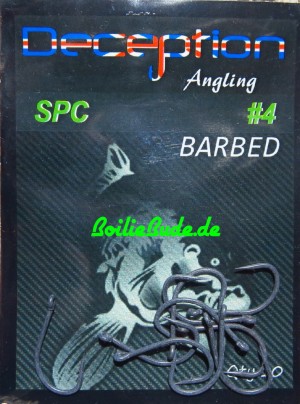 Deception
Angling
SPC #4
BARBED
BoilieBude.de